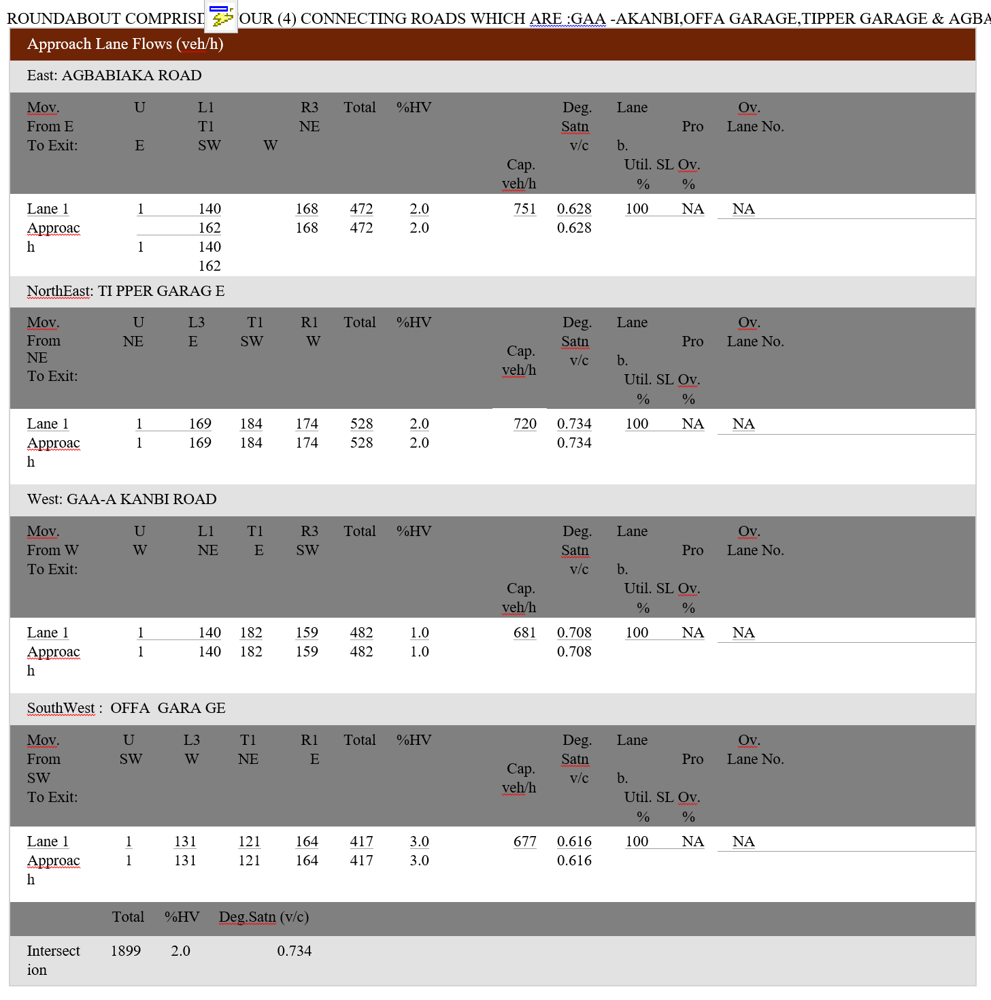 ROUNDABOUT COMPRISI OUR (4) CONNECTING ROADS WHICH ARE :GAA -AKANBI,OFFA GARAGE,TIPPER GARAGE & AGBA
Approach Lane Flows (veh/h)
East: AGBABIAKA ROAD
Mov. U L1 R3 Total %HV Deg. Lane Ov.
From E T1 NE Satn Pro Lane No.
To Exit: E SW W v/c b.
Cap. Util. SL Ov.
veh/h % %
Lane 1 1 140 168 472 2.0 751 0.628 100 NA NA
Approac 162 168 472 2.0 0.628
h 1 140
162
NorthEast: TI PPER GARAG E
Mov. U L3 T1 R1 Total %HV Deg. Lane Ov.
From NE E SW W Satn Pro Lane No.
NE Cap. v/c b.
To Exit: veh/h Util. SL Ov.
% %
Lane 1 1 169 184 174 528 2.0 720 0.734 100 NA NA
Approac 1 169 184 174 528 2.0 0.734
h
West: GAA-A KANBI ROAD
Mov. U L1 T1 R3 Total %HV Deg. Lane Ov.
From W W NE E SW Satn Pro Lane No.
To Exit: v/c b.
Cap. Util. SL Ov.
veh/h % %
Lane 1 1 140 182 159 482 1.0 681 0.708 100 NA NA
Approac 1 140 182 159 482 1.0 0.708
h
SouthWest : OFFA GARA GE
Mov. U L3 T1 R1 Total %HV Deg. Lane Ov.
From SW W NE E Satn Pro Lane No.
SW Cap. v/c b.
To Exit: veh/h Util. SL Ov.
% %
Lane 1 1 131 121 164 417 3.0 677 0.616 100 NA NA
Approac 1 131 121 164 417 3.0 0.616
h
Total %HV Deg.Satn (v/c)
Intersect 1899 2.0 0.734
ion